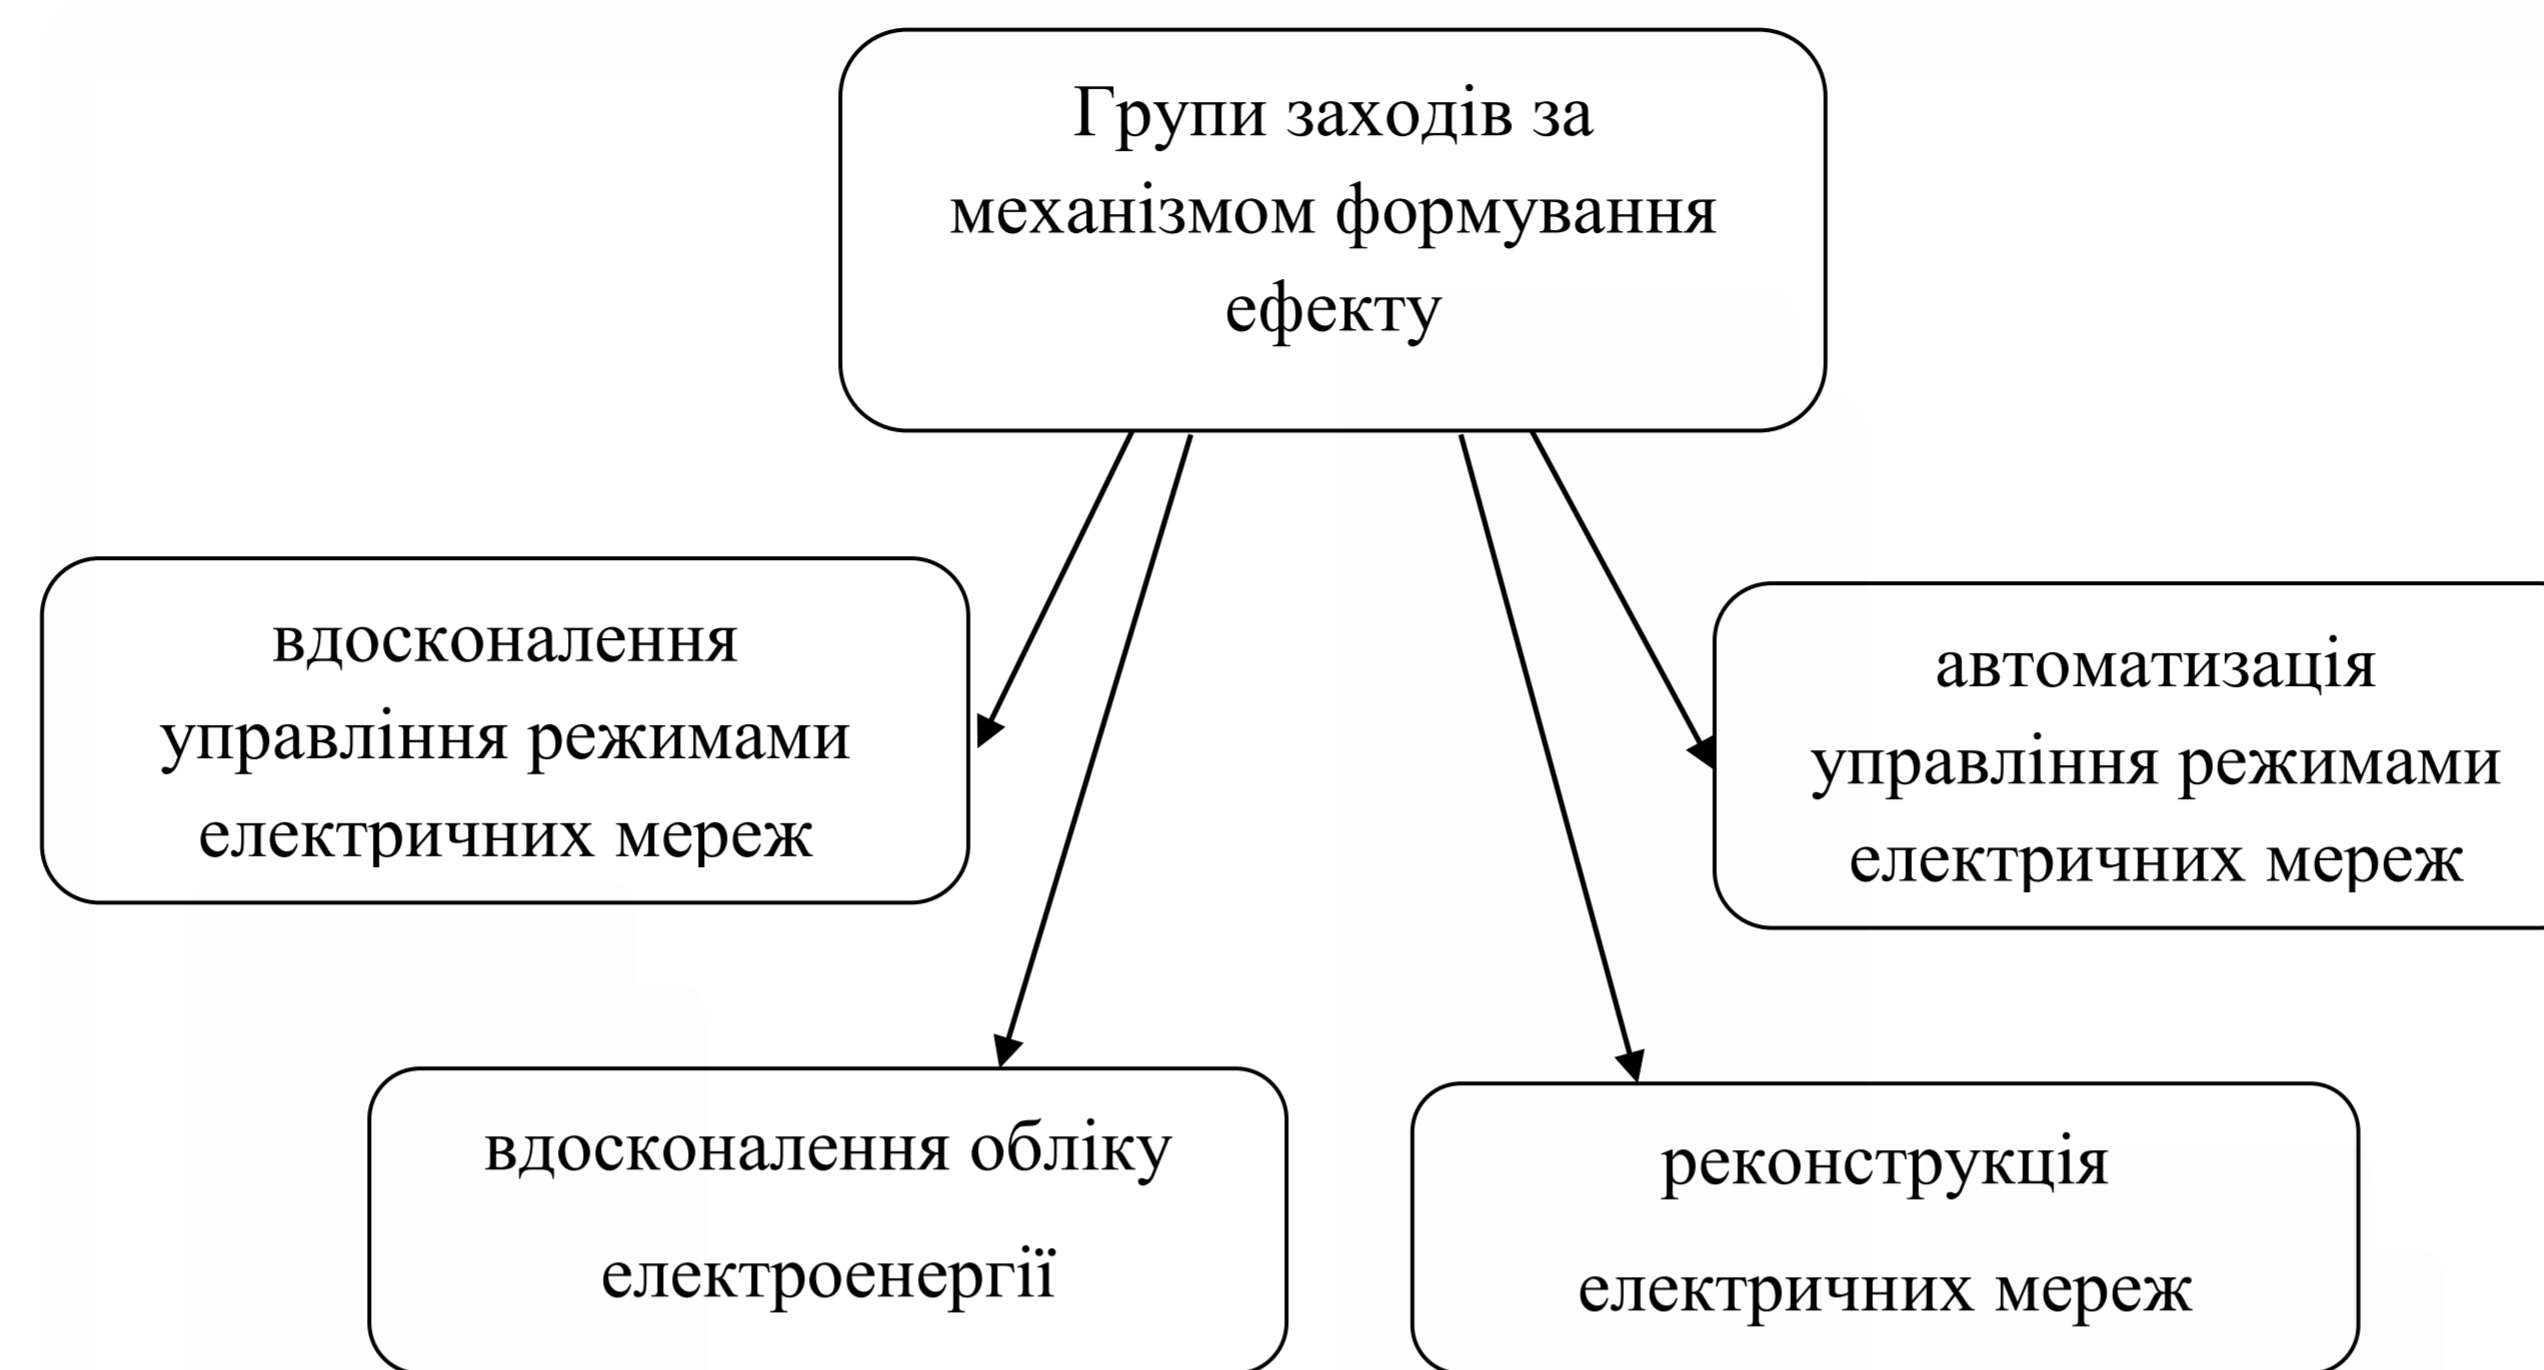 Групи заходів за
механізмом формування
ефекту
вдосконалення
управління режимами
електричних мереж
автоматизація
управління режимами
електричних мереж
вдосконалення обліку
електроенергії
реконструкція
електричних мереж